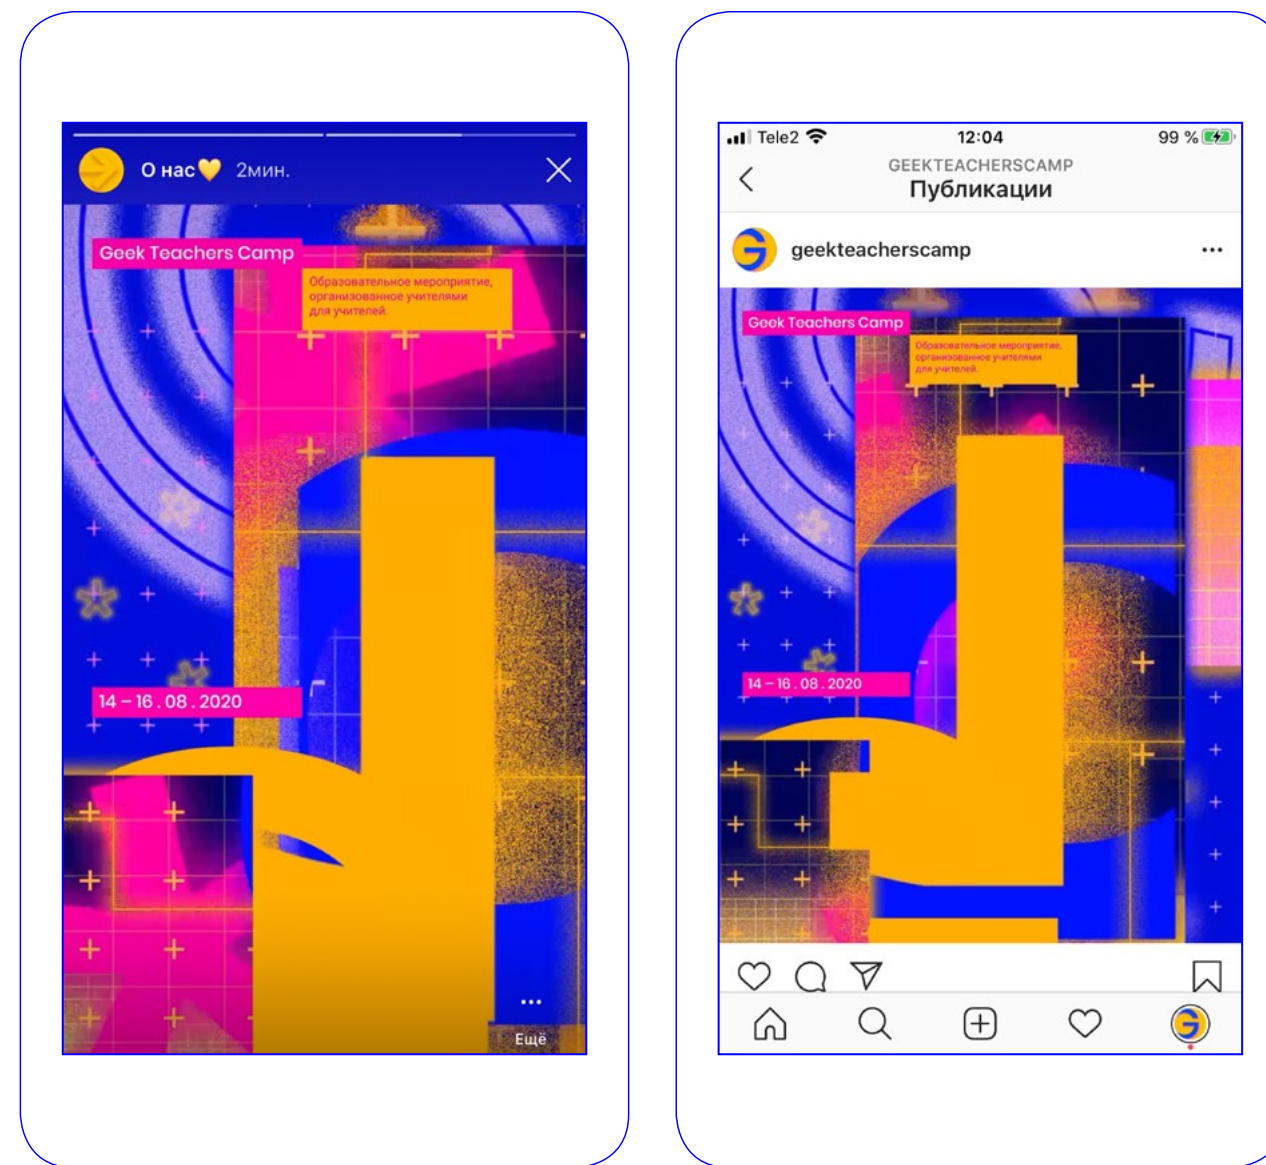 О нас💛 2мин.
Geek Teachers Camp
Образовательное мероприятие,
организованное учителями
для учителей.
14 – 16 . 08 . 2020
Ещё
Tele2 12:04 99 %
GEEKTEACHERSCAMP
Публикации
geekteacherscamp
Geek Teachers Camp
Образовательное мероприятие,
организованное учителями
для учителей.
14 – 16 . 08 . 2020